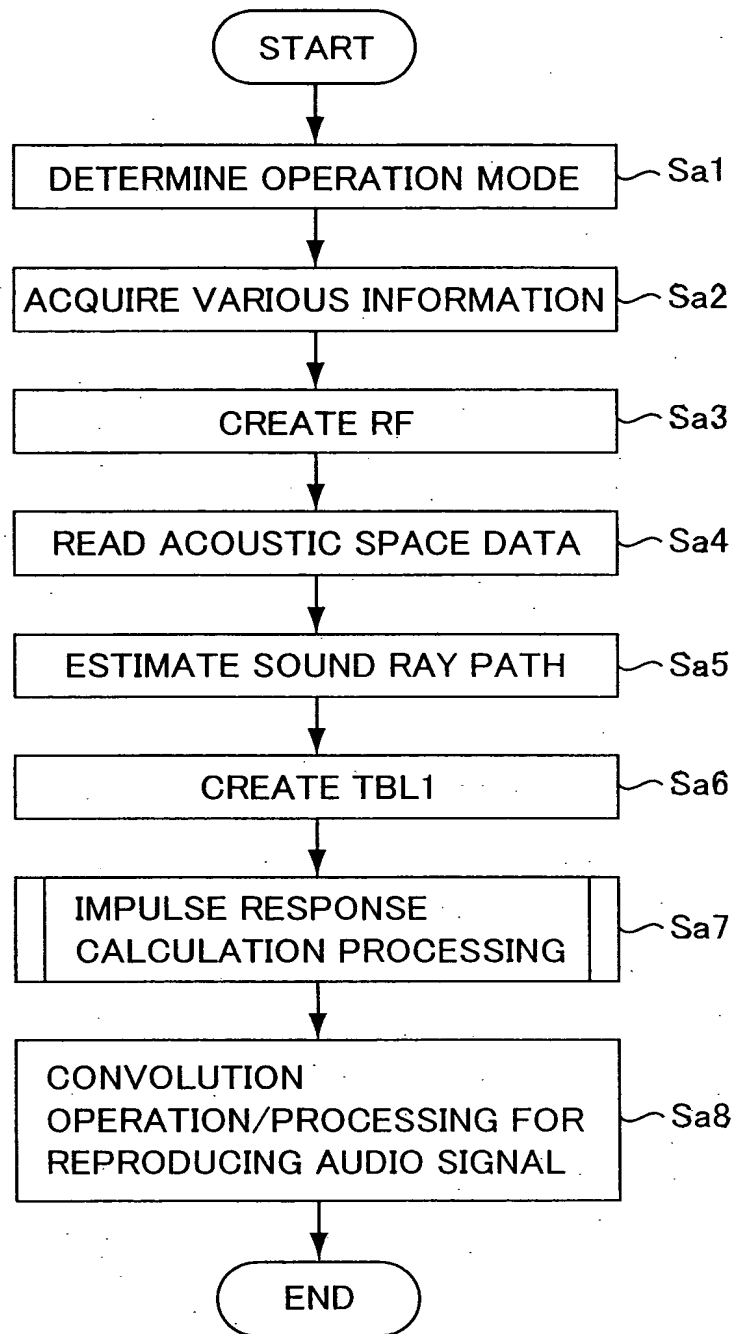 START
DETERMINE OPERATION MODE
Sa1
ACQUIRE VARIOUS INFORMATION
Sa2
CREATE RF
Sa3
READ ACOUSTIC SPACE DATA
Sa4
ESTIMATE SOUND RAY PATH
Sa5
CREATE TBL1
Sa6
IMPULSE RESPONSE
CALCULATION PROCESSING
Sa7
CONVOLUTION
OPERATION/PROCESSING FOR
REPRODUCING AUDIO SIGNAL
Sa8
END